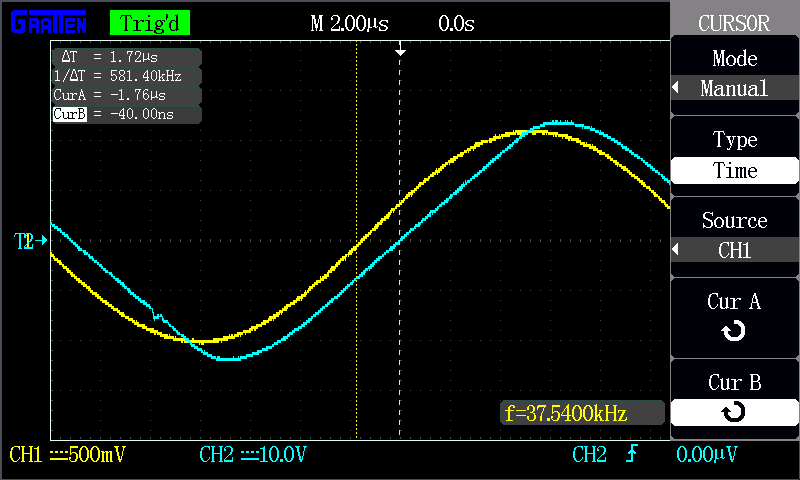 GRATTEN Trig'd M 2.00µs 0.0s CURSOR
ΔT = 1.72µs
1/ΔT = 581.40kHz
CurA = -1.76µs
CurB = -40.00ns
Mode
Manual
Type
Time
Source
CH1
Cur A
Cur B
f=37.5400kHz
CH1 500mV CH2 10.0V CH2 0.00µV